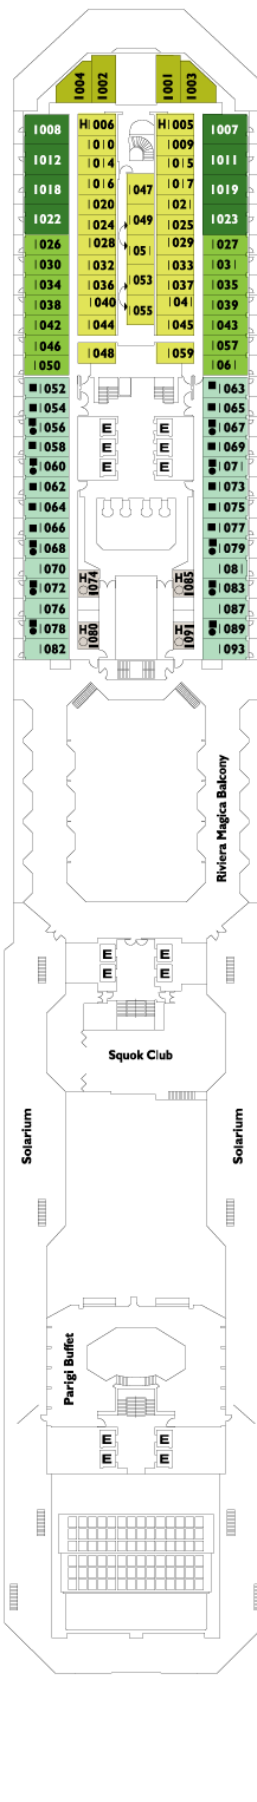 1004 1002 1001 1003
1008 H 1006 H 1005 1007
1010 1009
1012 1014 1015 1011
1018 1016 1047 1017 1019
1020 1021
1022 1024 1049 1025 1023
1026 1028 1051 1029 1027
1030 1032 1033 1031
1034 1036 1053 1037 1035
1038 1040 1055 1041 1039
1042 1044 1045 1043
1046 1057
1050 1048 1059 1061
1052 1063
1054 1065
1056 E E 1067
1058 E E 1069
1060 E E 1071
1062 1073
1064 1075
1066 1077
1068 1079
1070 1081
1072 H 1074 H 1085 1083
1076 1087
1078 H 1080 H 1091 1089
1082 1093
Riviera Magica Balcony
E E
E E
Squok Club
Solarium Solarium
Parigi Buffet
E E
E E